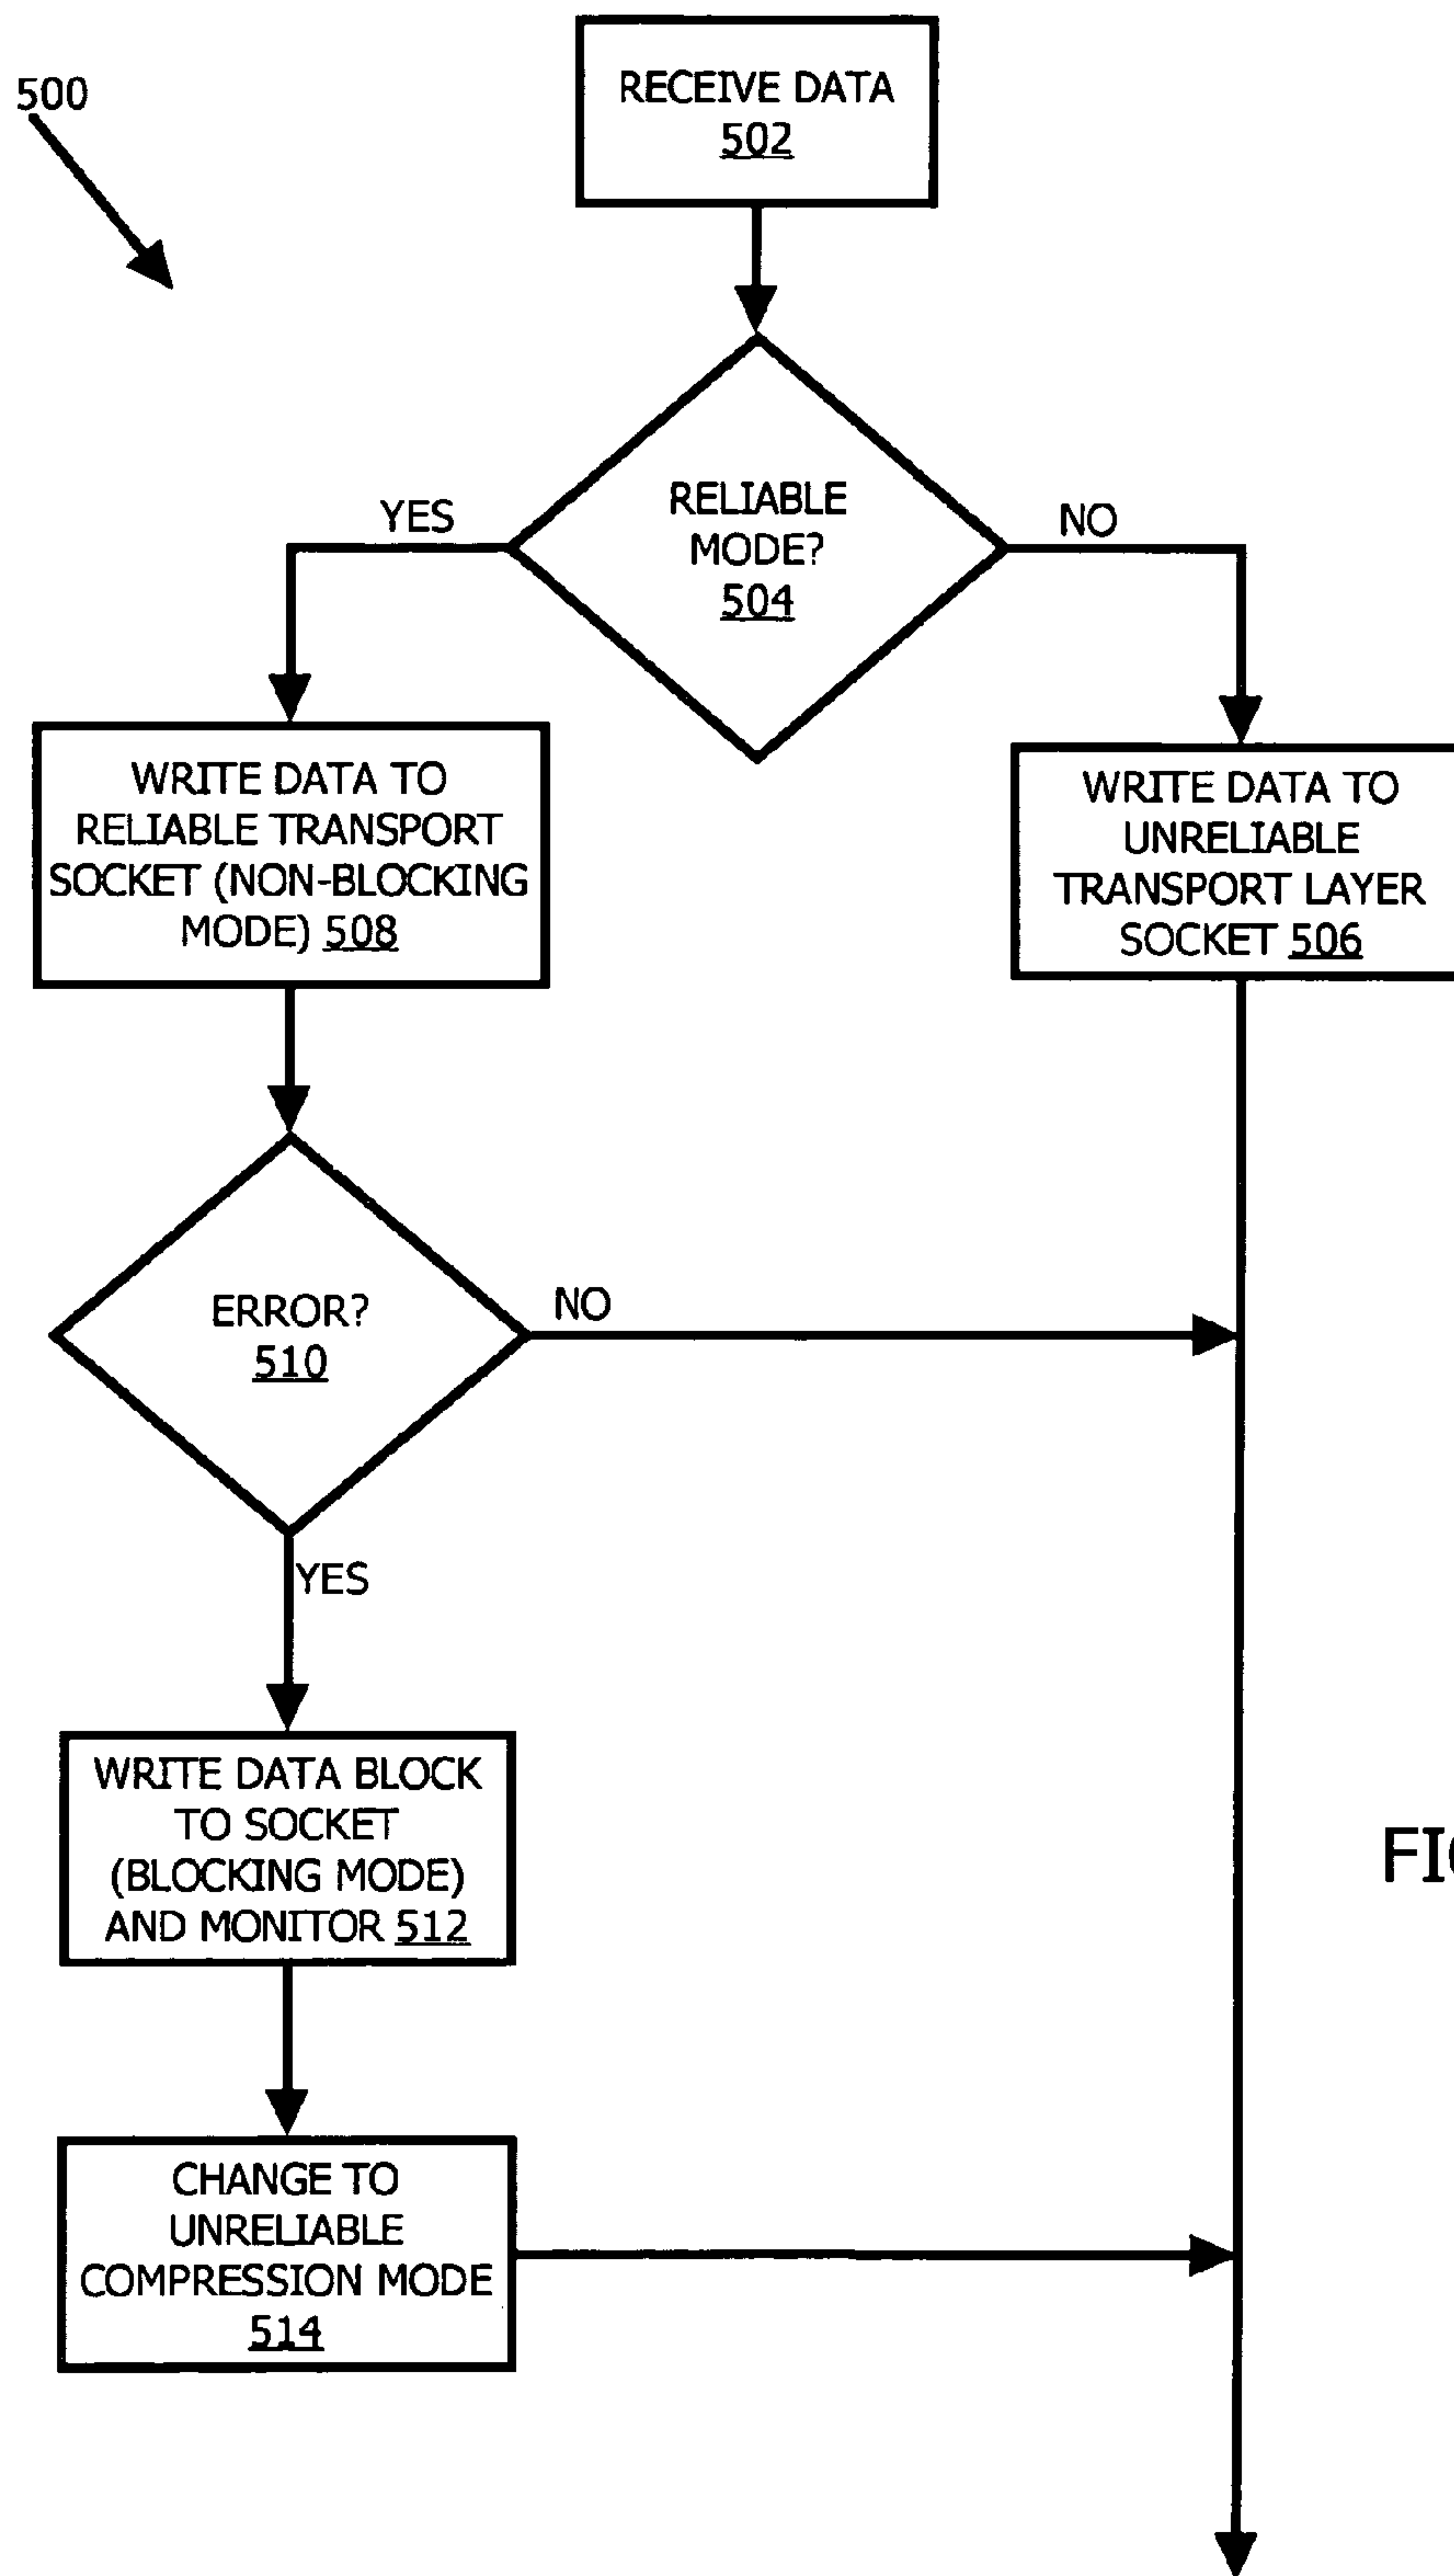 500
RECEIVE DATA
502
RELIABLE
MODE?
504
YES
NO
WRITE DATA TO
RELIABLE TRANSPORT
SOCKET (NON-BLOCKING
MODE) 508
WRITE DATA TO
UNRELIABLE
TRANSPORT LAYER
SOCKET 506
ERROR?
510
NO
YES
WRITE DATA BLOCK
TO SOCKET
(BLOCKING MODE)
AND MONITOR 512
CHANGE TO
UNRELIABLE
COMPRESSION MODE
514